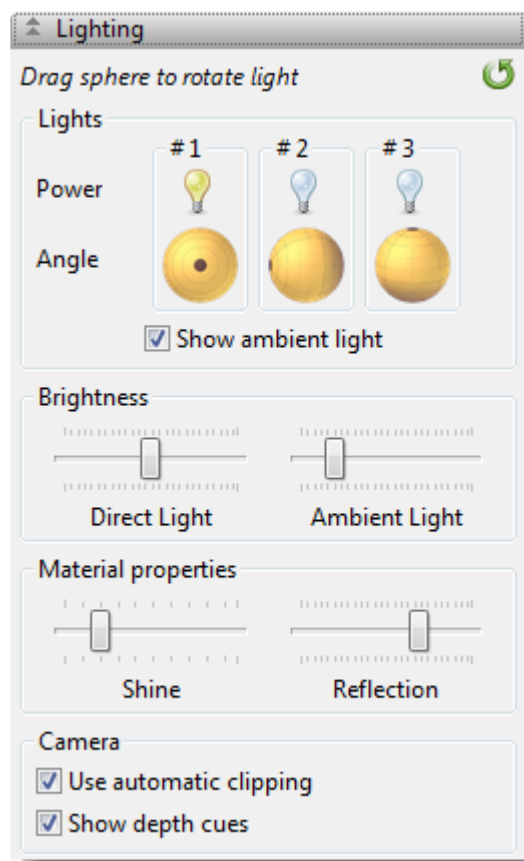 Lighting
Drag sphere to rotate light
Lights
#1 #2 #3
Power
Angle
Show ambient light
Brightness
Direct Light Ambient Light
Material properties
Shine Reflection
Camera
Use automatic clipping
Show depth cues